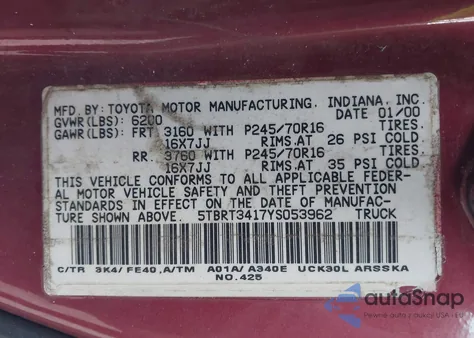 MFD. BY: TOYOTA MOTOR MANUFACTURING, INDIANA, INC.
GVWR(LBS): 6200 01/00
GAWR(LBS): FRT 3160 WITH P245/70R16 TIRES,
16X7JJ RIMS,AT 26 PSI COLD
RR. 3760 WITH P245/70R16 TIRES,
16X7JJ RIMS,AT 35 PSI COLD
THIS VEHICLE CONFORMS TO ALL APPLICABLE FEDER-
AL MOTOR VEHICLE SAFETY AND THEFT PREVENTION
STANDARDS IN EFFECT ON THE DATE OF MANUFAC-
TURE SHOWN ABOVE. 5TBRT3417YS053962 TRUCK
C/TR 3K4/ FE40,A/TM A01A/ A340E UCK30L ARSSKA
NO.425
autoSnap
Pewne auta z USA i EU